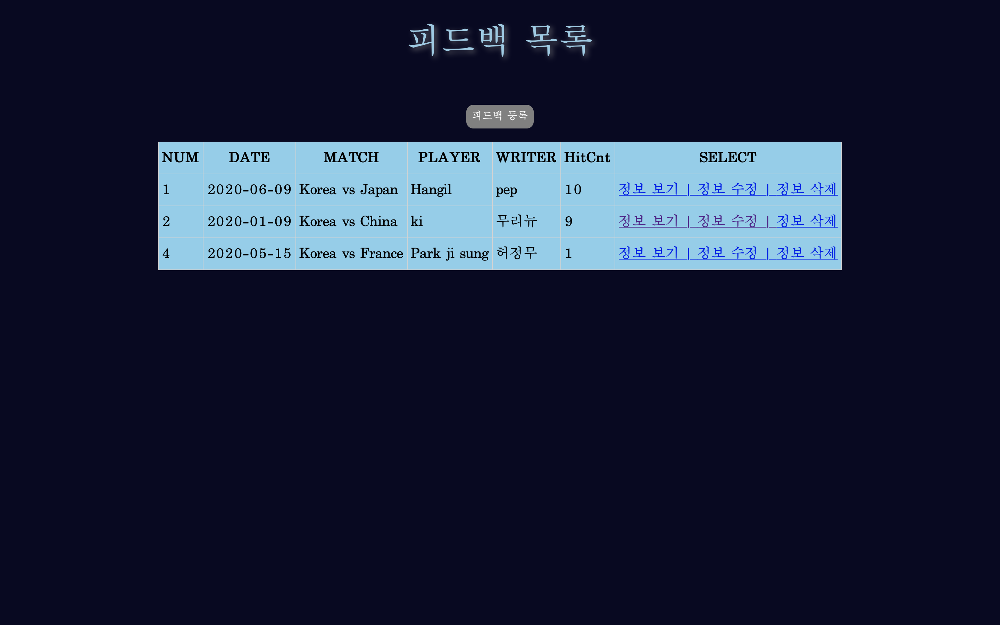 피드백 목록
피드백 등록
NUM DATE MATCH PLAYER WRITER HitCnt SELECT
1 2020-06-09 Korea vs Japan Hangil pep 10 정보 보기 | 정보 수정 | 정보 삭제
2 2020-01-09 Korea vs China ki 무리뉴 9 정보 보기 | 정보 수정 | 정보 삭제
4 2020-05-15 Korea vs France Park ji sung 허정무 1 정보 보기 | 정보 수정 | 정보 삭제